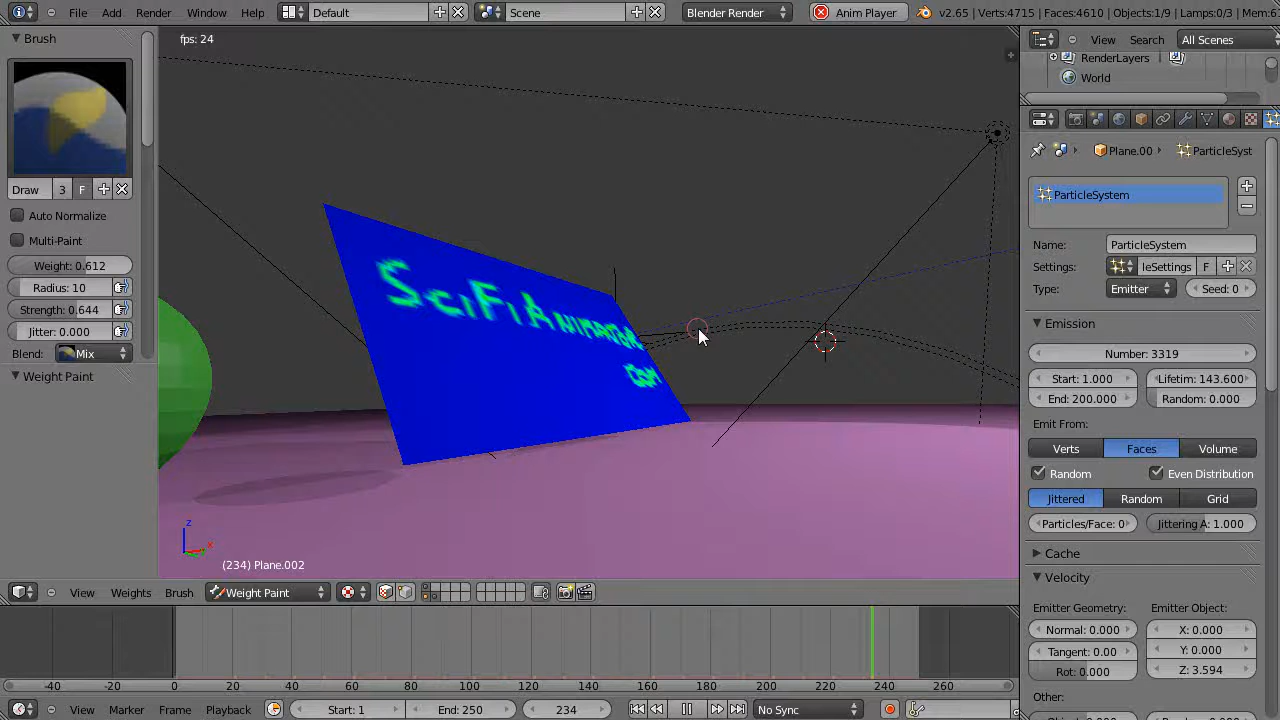 File Add Render Window Help Default Scene Blender Render Anim Player v2.65 | Verts:4715 | Faces:4610 | Objects:1/9 | Lamps:0/3 | Mem:
Brush
fps: 24
View Search All Scenes
RenderLayers
World
Plane.00 ParticleSyst
ParticleSystem
Draw 3 F
Auto Normalize
Multi-Paint
Weight: 0.612
Radius: 10
Strength: 0.644
Jitter: 0.000
Blend: Mix
Weight Paint
SciFiAnimator
Com
Name: ParticleSystem
Settings: leSettings F
Type: Emitter Seed: 0
Emission
Number: 3319
Start: 1.000 Lifetim: 143.600
End: 200.000 Random: 0.000
Emit From:
Verts Faces Volume
Random Even Distribution
Jittered Random Grid
Particles/Face: 0 Jittering A: 1.000
Cache
Velocity
Emitter Geometry: Emitter Object:
Normal: 0.000 X: 0.000
Tangent: 0.00 Y: 0.000
Rot: 0.000 Z: 3.594
Other:
z
x
(234) Plane.002
View Weights Brush Weight Paint
-40 -20 0 20 40 60 80 100 120 140 160 180 200 220 240 260
View Marker Frame Playback Start: 1 End: 250 234 No Sync